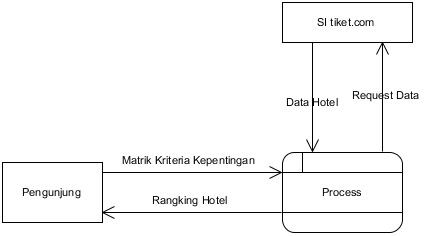 SI tiket.com
Data Hotel
Request Data
Matrik Kriteria Kepentingan
Pengunjung
Process
Rangking Hotel